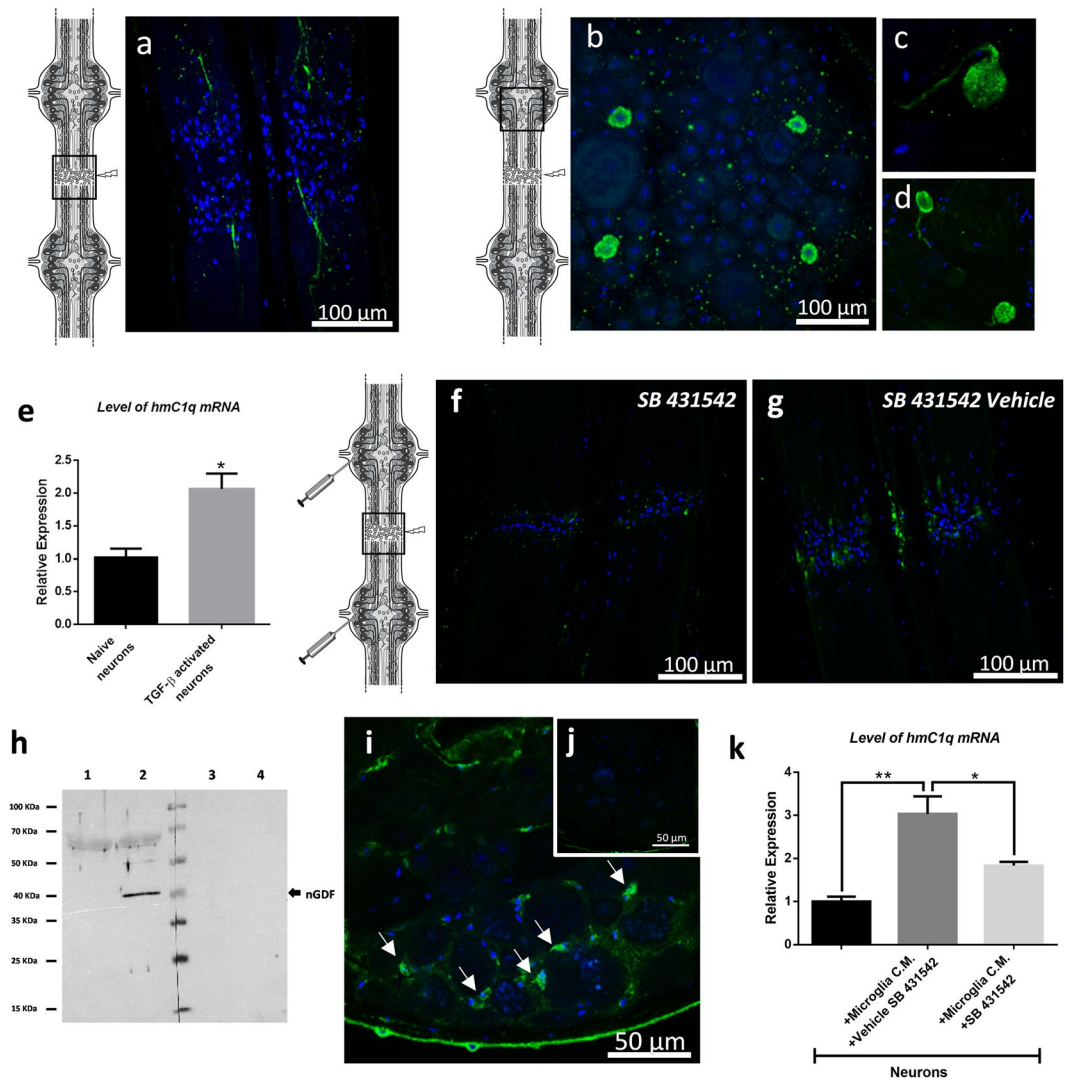 a
100 µm
b
100 µm
c
d
e
Level of hmC1q mRNA
Relative Expression
2.5
2.0
1.5
1.0
0.5
0.0
*
Naive
neurons
TGF-β activated
neurons
f
SB 431542
100 µm
g
SB 431542 Vehicle
100 µm
h
1 2 3 4
100 KDa
70 KDa
50 KDa
40 KDa
35 KDa
25 KDa
15 KDa
nGDF
i
50 µm
j
50 µm
k
Level of hmC1q mRNA
Relative Expression
4
3
2
1
0
**
*
+Microglia C.M.
+Vehicle SB 431542
+Microglia C.M.
+SB 431542
Neurons